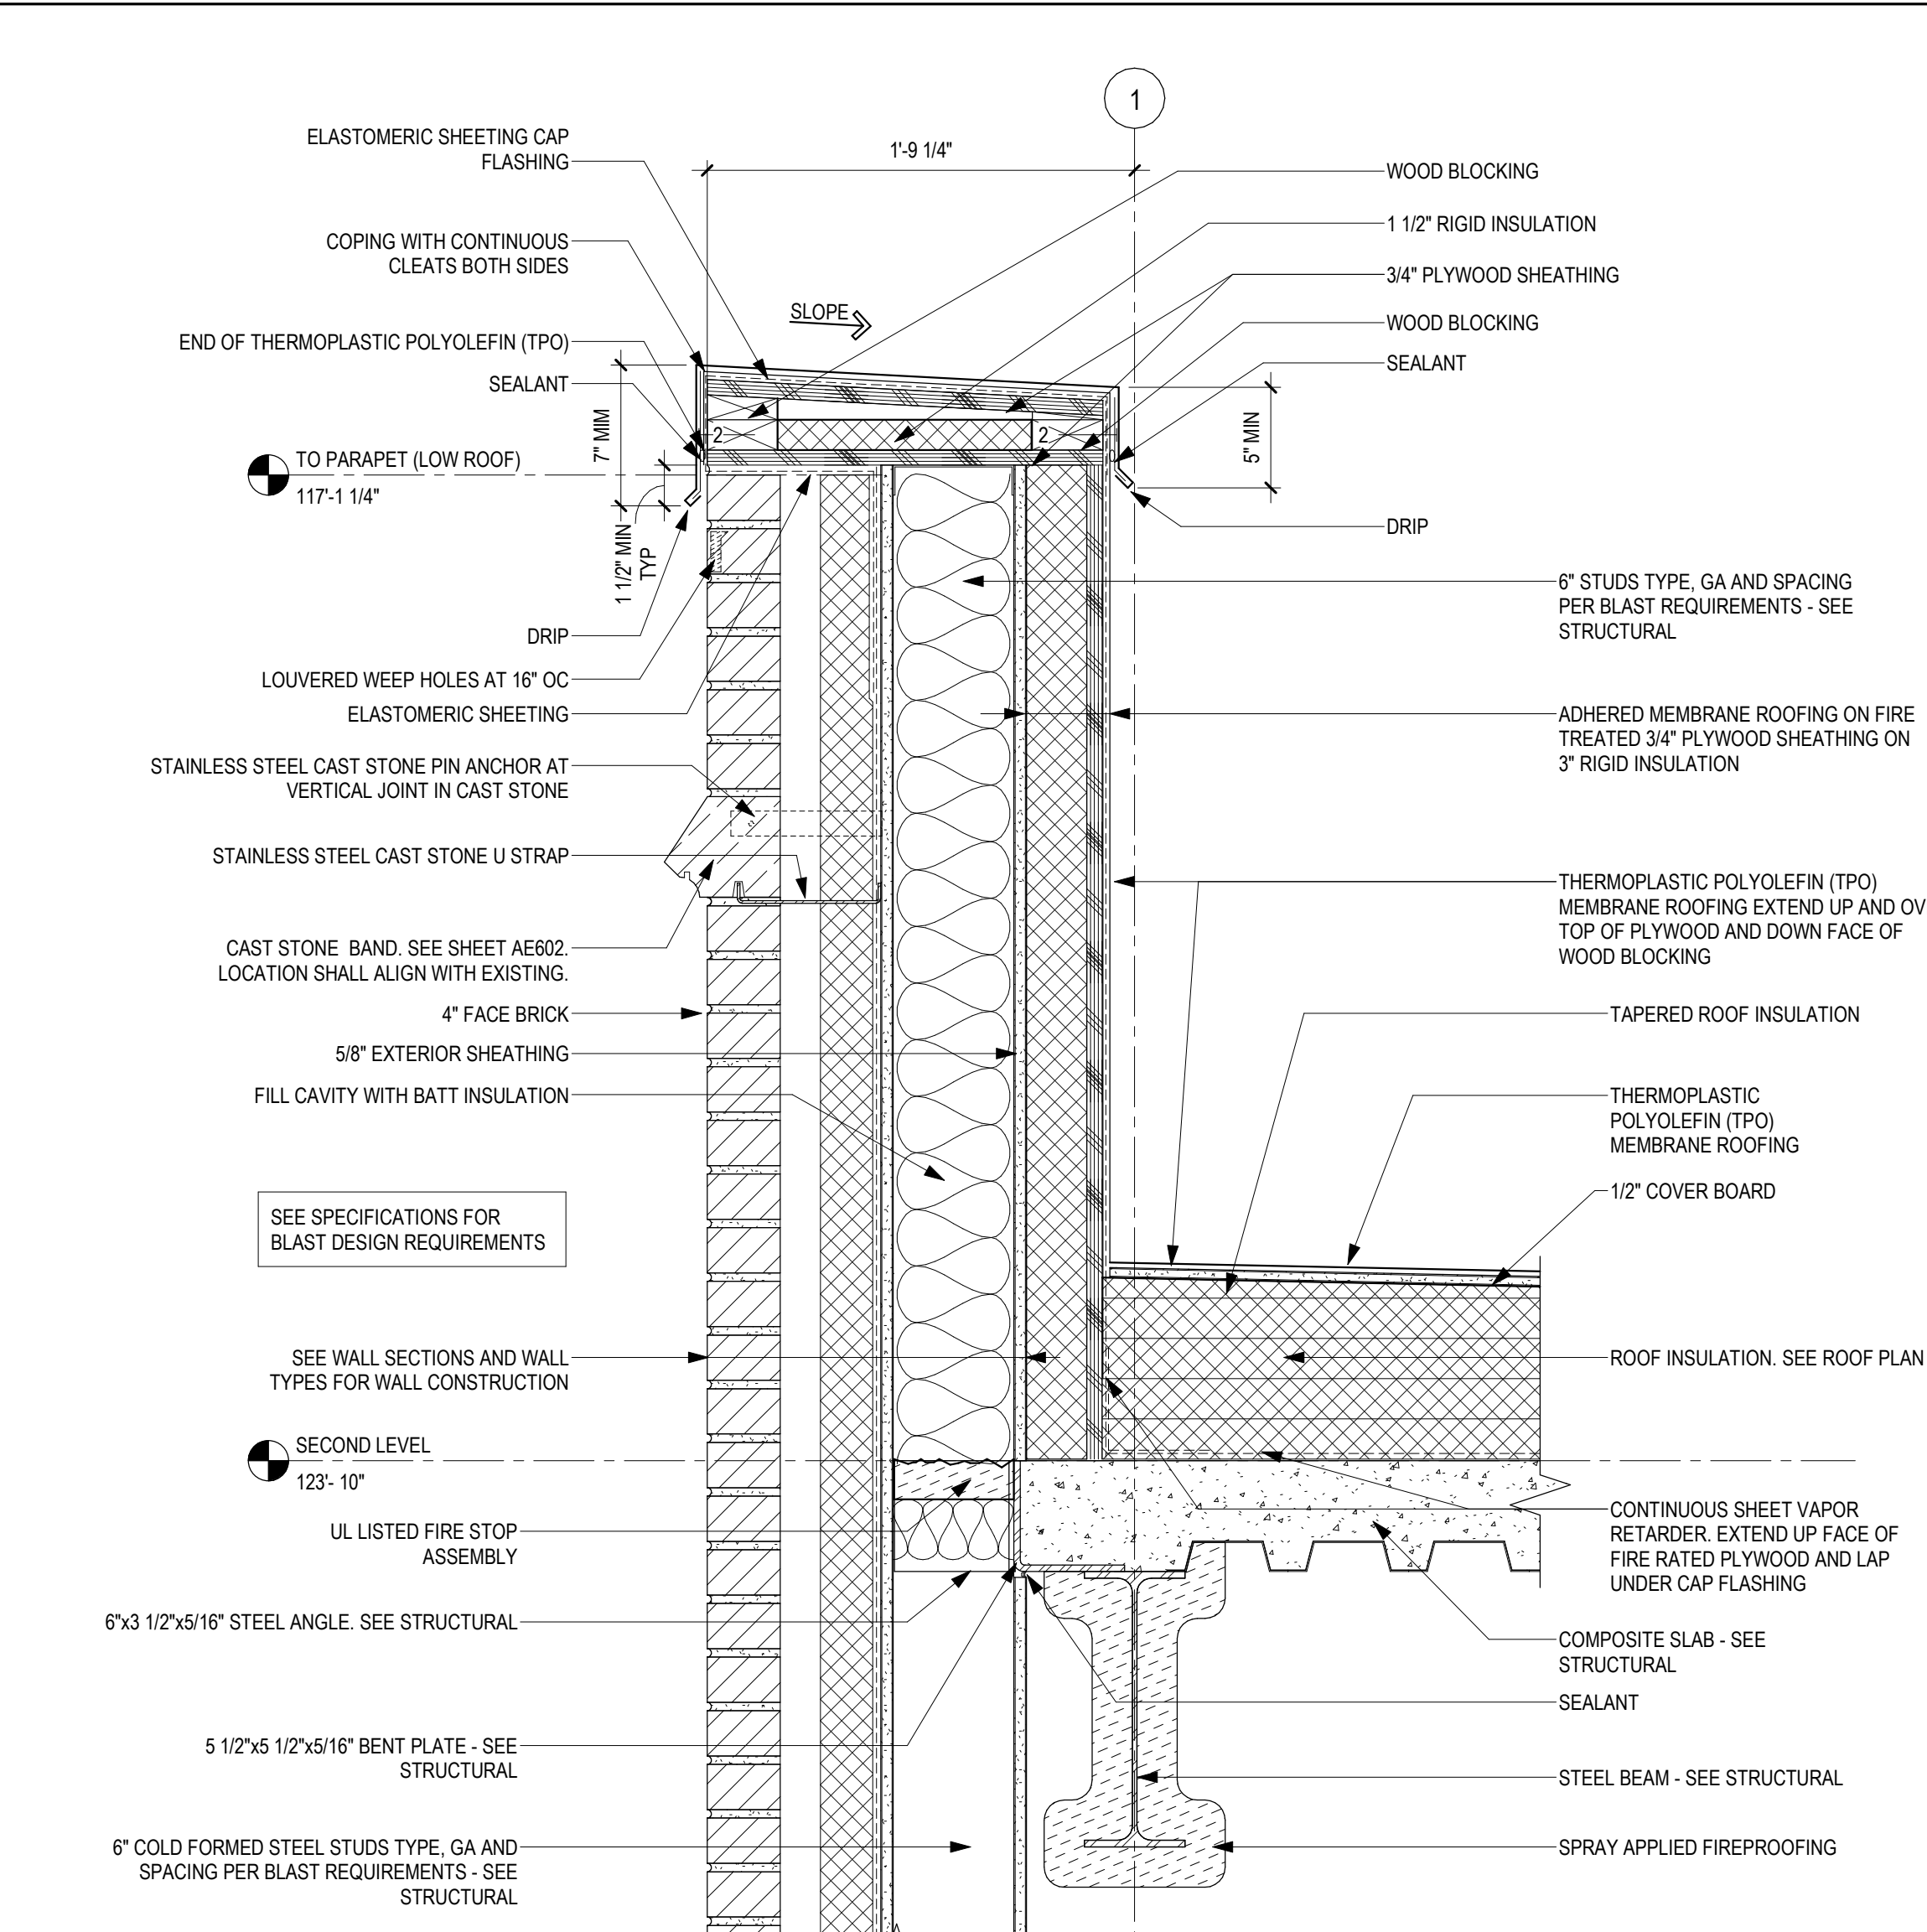 1
1'-9 1/4"
ELASTOMERIC SHEETING CAP
FLASHING
COPING WITH CONTINUOUS
CLEATS BOTH SIDES
END OF THERMOPLASTIC POLYOLEFIN (TPO)
SEALANT
SLOPE
7" MIM
2
2
5" MIN
TO PARAPET (LOW ROOF)
117'-1 1/4"
1 1/2" MIN
TYP
DRIP
LOUVERED WEEP HOLES AT 16" OC
ELASTOMERIC SHEETING
STAINLESS STEEL CAST STONE PIN ANCHOR AT
VERTICAL JOINT IN CAST STONE
STAINLESS STEEL CAST STONE U STRAP
CAST STONE BAND. SEE SHEET AE602.
LOCATION SHALL ALIGN WITH EXISTING.
4" FACE BRICK
5/8" EXTERIOR SHEATHING
FILL CAVITY WITH BATT INSULATION
SEE SPECIFICATIONS FOR
BLAST DESIGN REQUIREMENTS
SEE WALL SECTIONS AND WALL
TYPES FOR WALL CONSTRUCTION
SECOND LEVEL
123'- 10"
UL LISTED FIRE STOP
ASSEMBLY
6"x3 1/2"x5/16" STEEL ANGLE. SEE STRUCTURAL
5 1/2"x5 1/2"x5/16" BENT PLATE - SEE
STRUCTURAL
6" COLD FORMED STEEL STUDS TYPE, GA AND
SPACING PER BLAST REQUIREMENTS - SEE
STRUCTURAL
WOOD BLOCKING
1 1/2" RIGID INSULATION
3/4" PLYWOOD SHEATHING
WOOD BLOCKING
SEALANT
DRIP
6" STUDS TYPE, GA AND SPACING
PER BLAST REQUIREMENTS - SEE
STRUCTURAL
ADHERED MEMBRANE ROOFING ON FIRE
TREATED 3/4" PLYWOOD SHEATHING ON
3" RIGID INSULATION
THERMOPLASTIC POLYOLEFIN (TPO)
MEMBRANE ROOFING EXTEND UP AND OV
TOP OF PLYWOOD AND DOWN FACE OF
WOOD BLOCKING
TAPERED ROOF INSULATION
THERMOPLASTIC
POLYOLEFIN (TPO)
MEMBRANE ROOFING
1/2" COVER BOARD
ROOF INSULATION. SEE ROOF PLAN
CONTINUOUS SHEET VAPOR
RETARDER. EXTEND UP FACE OF
FIRE RATED PLYWOOD AND LAP
UNDER CAP FLASHING
COMPOSITE SLAB - SEE
STRUCTURAL
SEALANT
STEEL BEAM - SEE STRUCTURAL
SPRAY APPLIED FIREPROOFING